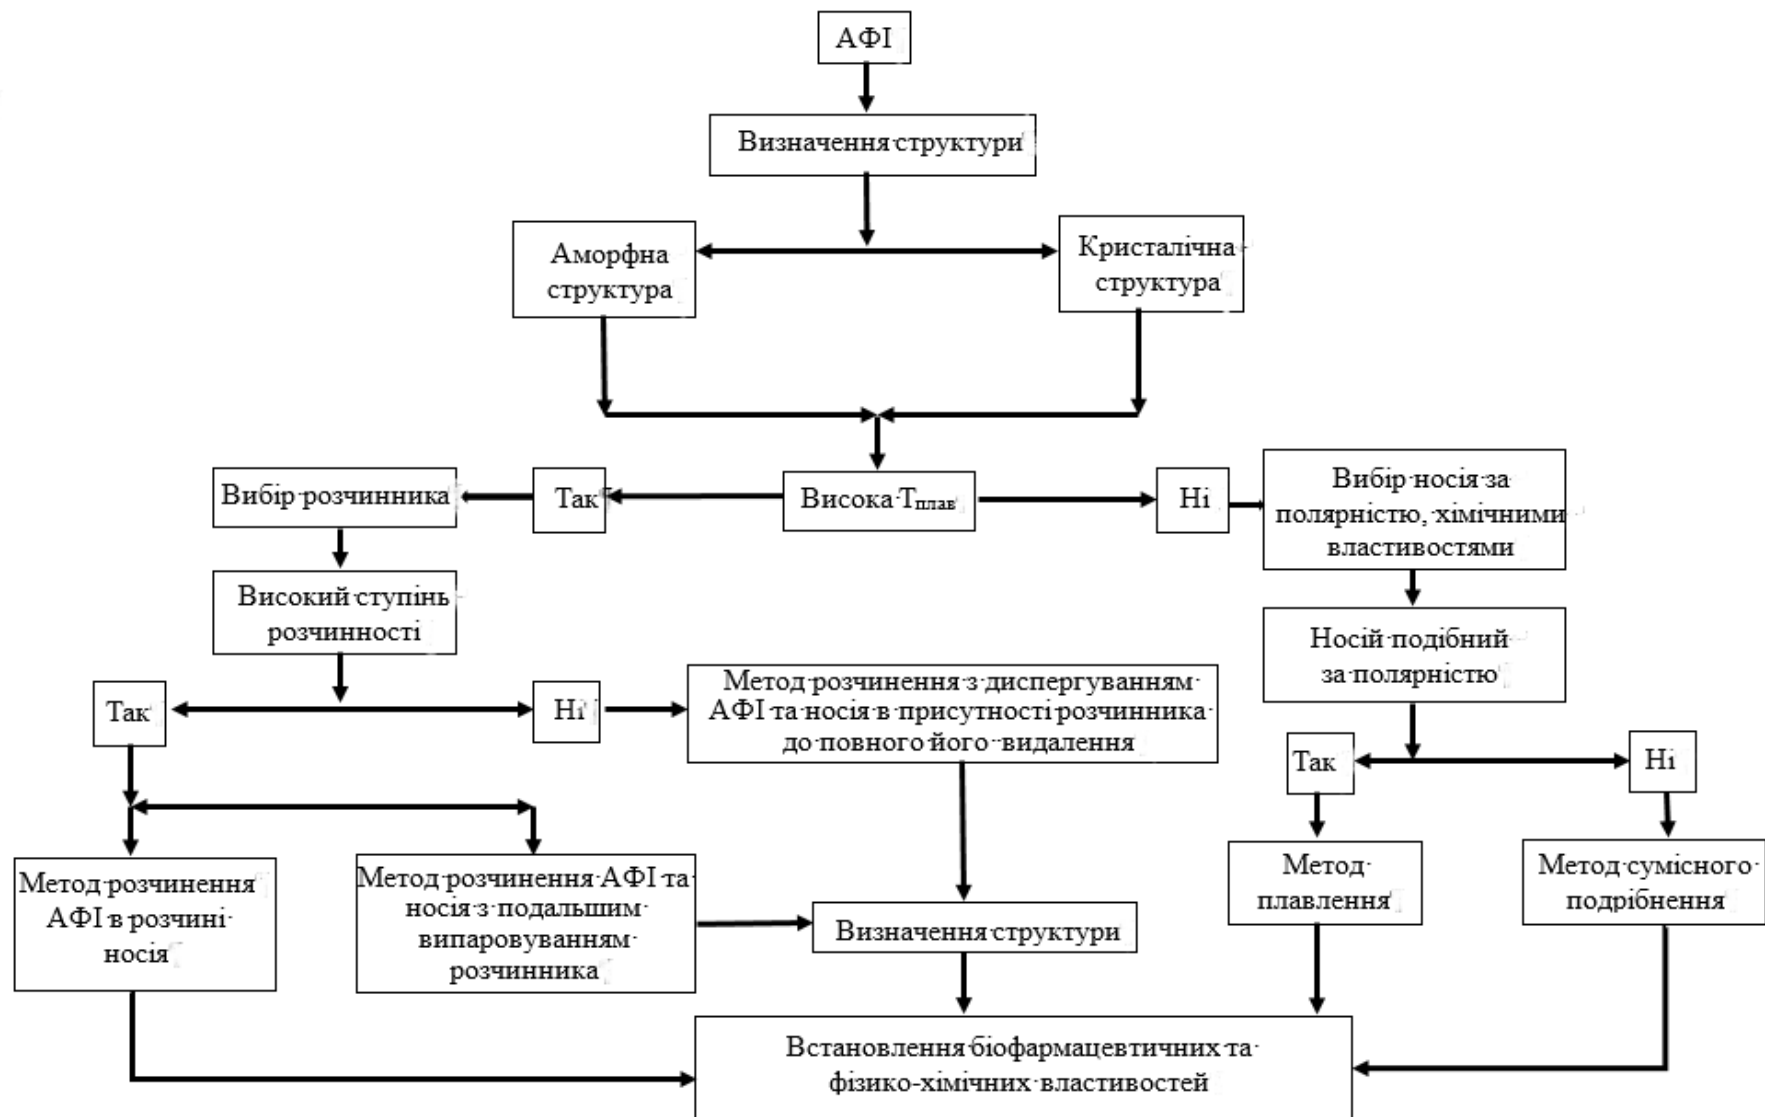 АФІ
Визначення структури
Аморфна
структура
Кристалічна
структура
Вибір розчинника
Так
Висока Тплав
Ні
Вибір носія за
полярністю, хімічними
властивостями
Високий ступінь
розчинності
Носій подібний
за полярністю
Так
Ні
Метод розчинення з диспергуванням
АФІ та носія в присутності розчинника
до повного його видалення
Так
Ні
Метод розчинення
АФІ в розчині
носія
Метод розчинення АФІ та
носія з подальшим
випаровуванням
розчинника
Визначення структури
Метод
плавлення
Метод сумісного
подрібнення
Встановлення біофармацевтичних та
фізико-хімічних властивостей